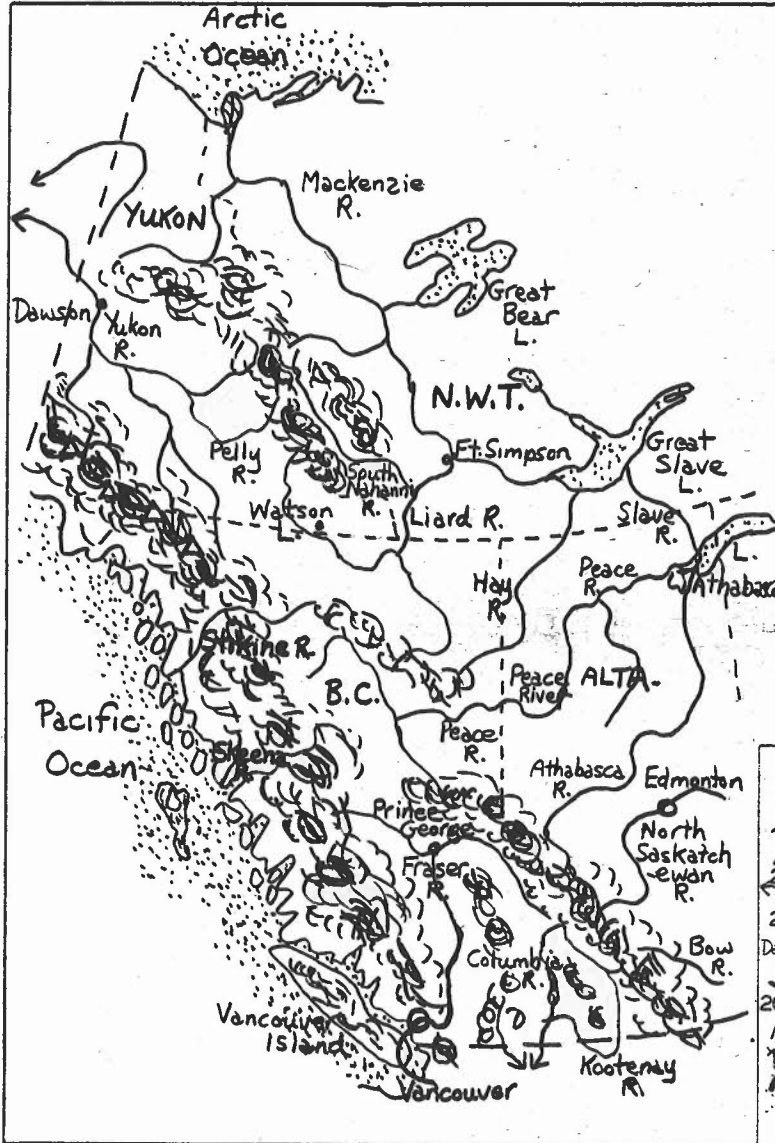 Arctic
Ocean
Mackenzie
R.
YUKON
Great
Bear
L.
Dawson
Yukon
R.
N.W.T.
Pelly
R.
Ft. Simpson
Great
Slave
L.
South
Nahanni
R.
Watson
L.
Liard R.
Slave
R.
Hay
R.
Peace
R.
L.
Athabasca
Stikine R.
B.C.
Peace
River
ALTA.
Pacific
Ocean
Skeena
Peace
R.
Athabasca
R.
Edmonton
Prince
George
North
Saskatch
-ewan
R.
Fraser
R.
Bow
R.
Columbia
R.
Vancouver
Island
Kootenay
R.
Vancouver